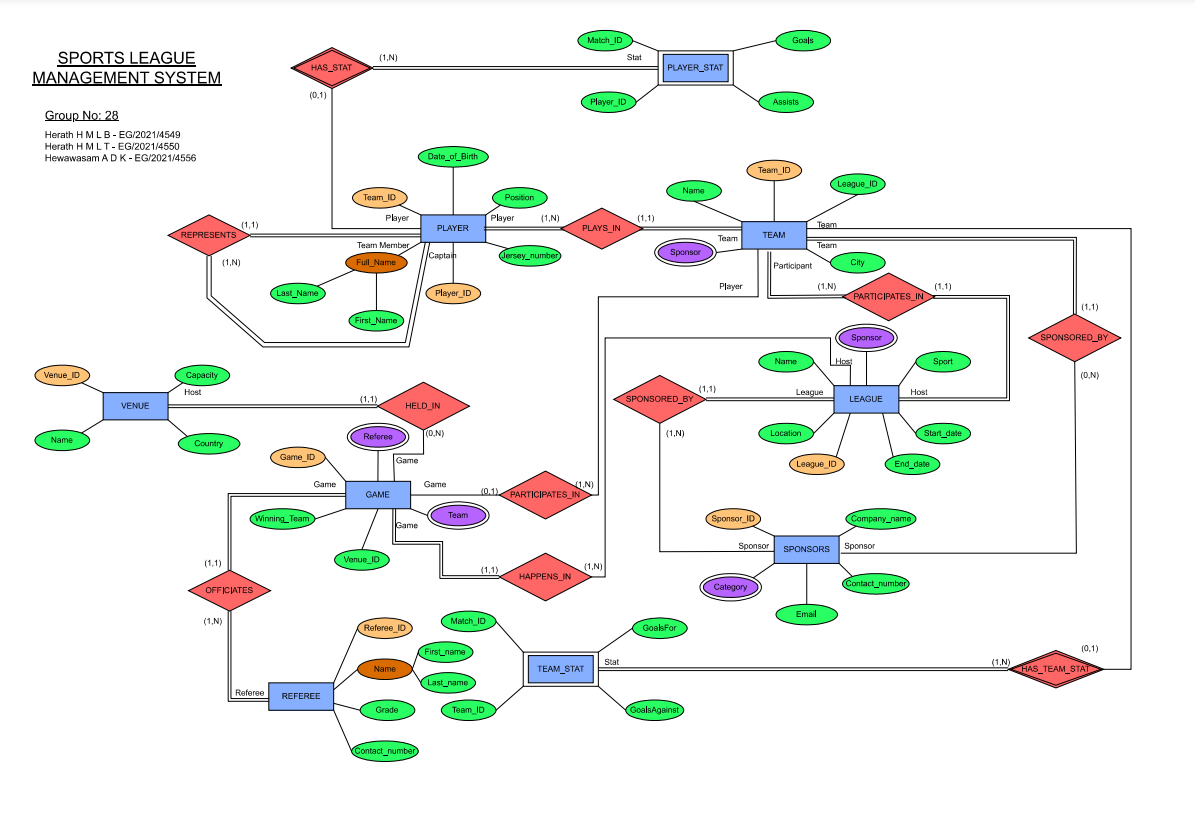 SPORTS LEAGUE
MANAGEMENT SYSTEM
Group No: 28
Herath H M L B - EG/2021/4549
Herath H M L T - EG/2021/4550
Hewawasam A D K - EG/2021/4556
HAS_STAT
(1,N)
(0,1)
Stat
Match_ID
Goals
PLAYER_STAT
Player_ID
Assists
Date_of_Birth
Team_ID
Position
Player
PLAYER
Player
(1,N)
PLAYS_IN
(1,1)
REPRESENTS
(1,1)
(1,N)
Team Member
Captain
Jersey_number
Full_Name
Last_Name
First_Name
Player_ID
Team_ID
Name
League_ID
TEAM
Team
Team
Team
Sponsor
City
Participant
Player
(1,N)
PARTICIPATES_IN
(1,1)
(1,1)
SPONSORED_BY
(0,N)
Sponsor
Name
Host
Sport
SPONSORED_BY
(1,1)
(1,N)
League
LEAGUE
Host
Location
Start_date
League_ID
End_date
Venue_ID
Capacity
Host
VENUE
Name
Country
(1,1)
HELD_IN
(0,N)
Referee
Game
Game_ID
Game
GAME
Game
(0,1)
PARTICIPATES_IN
(1,N)
Winning_Team
Game
Team
Venue_ID
(1,1)
HAPPENS_IN
(1,N)
Sponsor_ID
Company_name
Sponsor
SPONSORS
Sponsor
Category
Contact_number
Email
(1,1)
OFFICIATES
(1,N)
Referee_ID
First_name
Name
Last_name
Referee
REFEREE
Grade
Contact_number
Match_ID
GoalsFor
TEAM_STAT
Stat
Team_ID
GoalsAgainst
(1,N)
HAS_TEAM_STAT
(0,1)